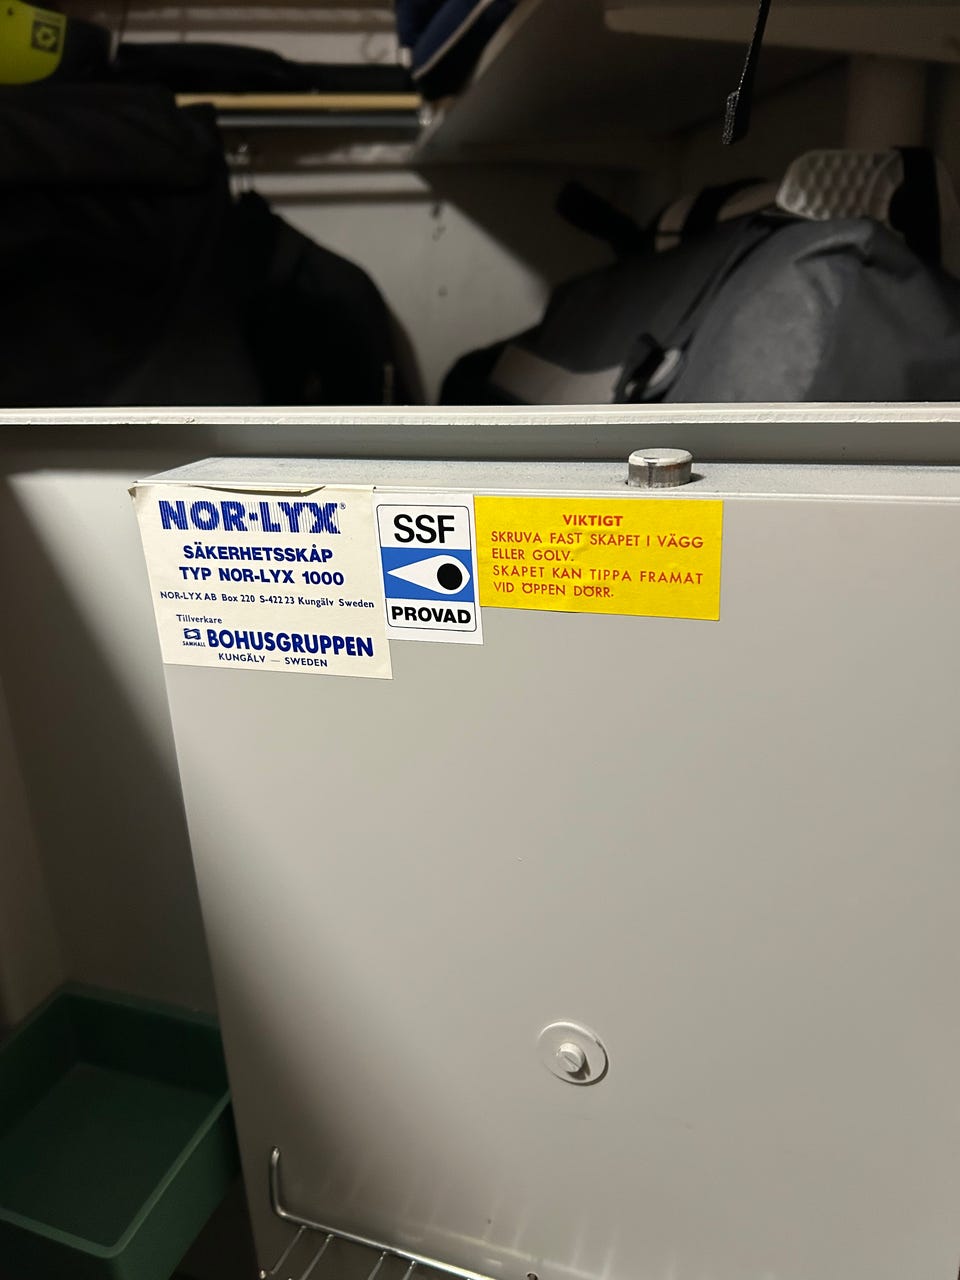 NOR-LYX®
SÄKERHETSSKÅP
TYP NOR-LYX 1000
NOR-LYX AB Box 220 S-422 23 Kungälv Sweden
Tillverkare
SAMHALL BOHUSGRUPPEN
KUNGÄLV — SWEDEN
SSF
PROVAD
VIKTIGT
SKRUVA FAST SKÅPET I VÄGG
ELLER GOLV.
SKÅPET KAN TIPPA FRAMÅT
VID ÖPPEN DÖRR.